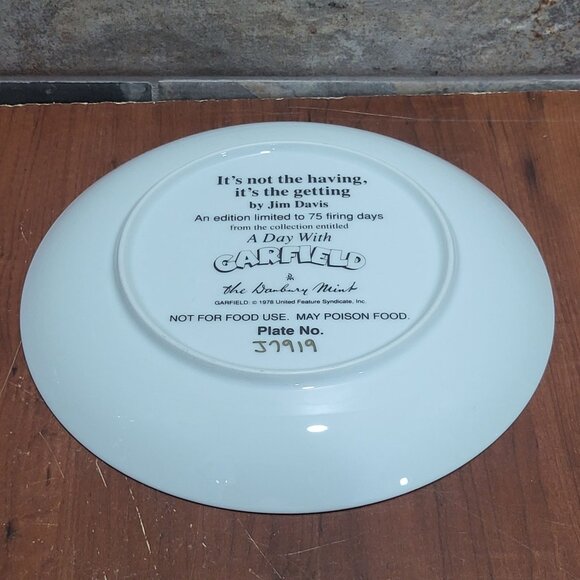 It's not the having,
it's the getting
by Jim Davis
An edition limited to 75 firing days
from the collection entitled
A Day With
GARFIELD
The Danbury Mint
GARFIELD: © 1978 United Feature Syndicate, Inc.
NOT FOR FOOD USE. MAY POISON FOOD.
Plate No.
J7919